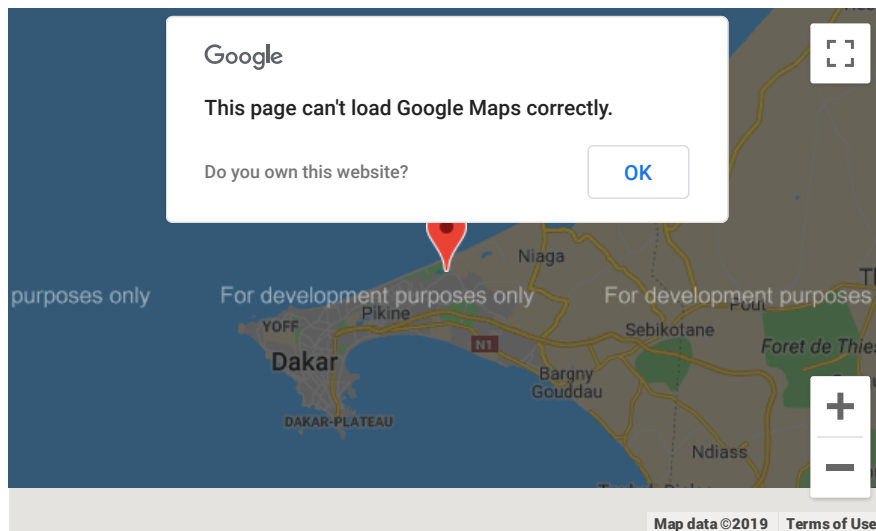 Google
This page can't load Google Maps correctly.
Do you own this website?
OK
Niaga
purposes only
For development purposes only
For development purposes
Pout
Pikine
YOFF
Sebikotane
N1
Foret de Thies
Dakar
Bargny
Gouddau
DAKAR-PLATEAU
Ndiass
Map data ©2019
Terms of Use